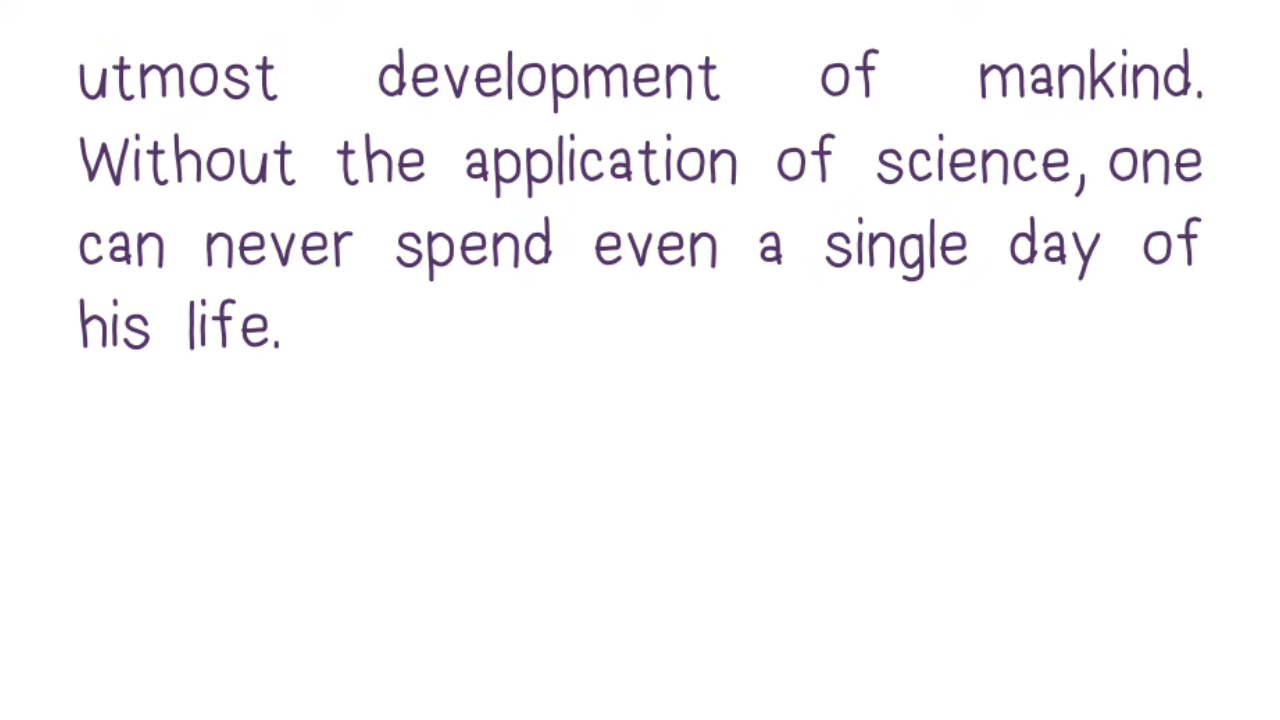 utmost development of mankind.
Without the application of science, one
can never spend even a single day of
his life.